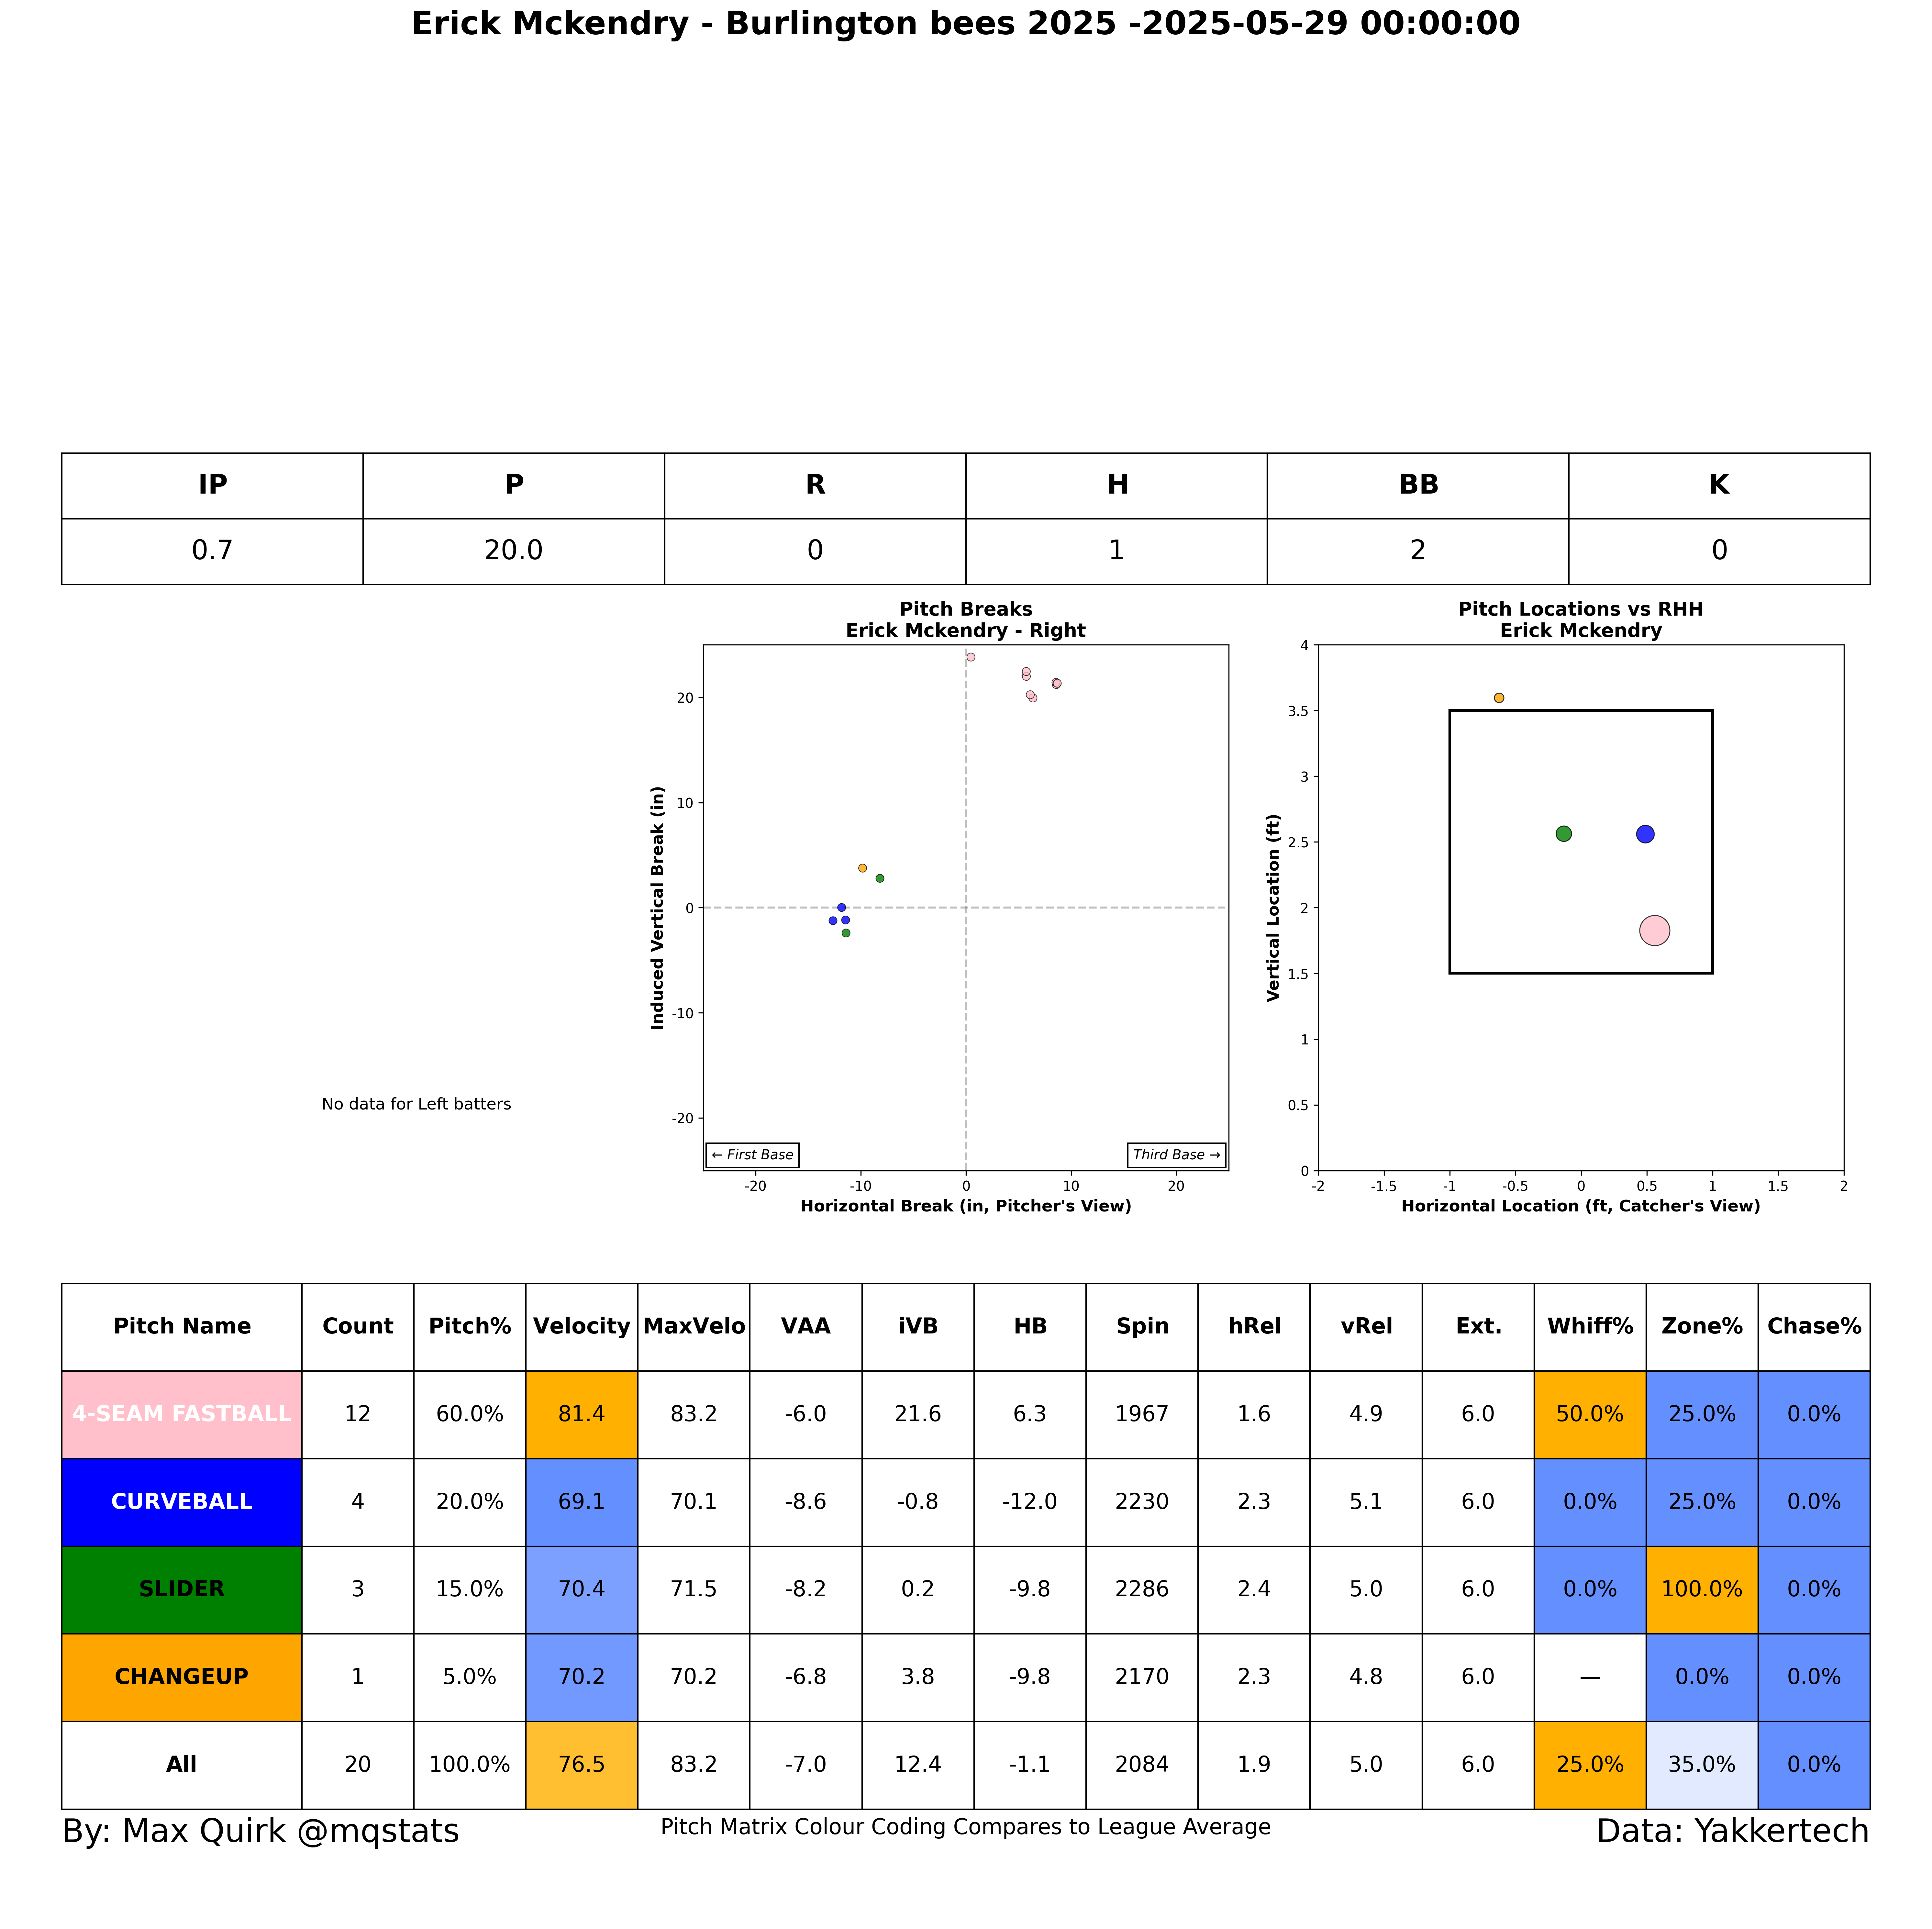 Erick Mckendry - Burlington bees 2025 -2025-05-29 00:00:00
IP P R H BB K
0.7 20.0 0 1 2 0
No data for Left batters
Pitch Breaks
Erick Mckendry - Right
Induced Vertical Break (in)
20
10
0
-10
-20
← First Base Third Base →
-20 -10 0 10 20
Horizontal Break (in, Pitcher's View)
Pitch Locations vs RHH
Erick Mckendry
Vertical Location (ft)
4
3.5
3
2.5
2
1.5
1
0.5
0
-2 -1.5 -1 -0.5 0 0.5 1 1.5 2
Horizontal Location (ft, Catcher's View)
Pitch Name Count Pitch% Velocity MaxVelo VAA iVB HB Spin hRel vRel Ext. Whiff% Zone% Chase%
4-SEAM FASTBALL 12 60.0% 81.4 83.2 -6.0 21.6 6.3 1967 1.6 4.9 6.0 50.0% 25.0% 0.0%
CURVEBALL 4 20.0% 69.1 70.1 -8.6 -0.8 -12.0 2230 2.3 5.1 6.0 0.0% 25.0% 0.0%
SLIDER 3 15.0% 70.4 71.5 -8.2 0.2 -9.8 2286 2.4 5.0 6.0 0.0% 100.0% 0.0%
CHANGEUP 1 5.0% 70.2 70.2 -6.8 3.8 -9.8 2170 2.3 4.8 6.0 — 0.0% 0.0%
All 20 100.0% 76.5 83.2 -7.0 12.4 -1.1 2084 1.9 5.0 6.0 25.0% 35.0% 0.0%
By: Max Quirk @mqstats Pitch Matrix Colour Coding Compares to League Average Data: Yakkertech